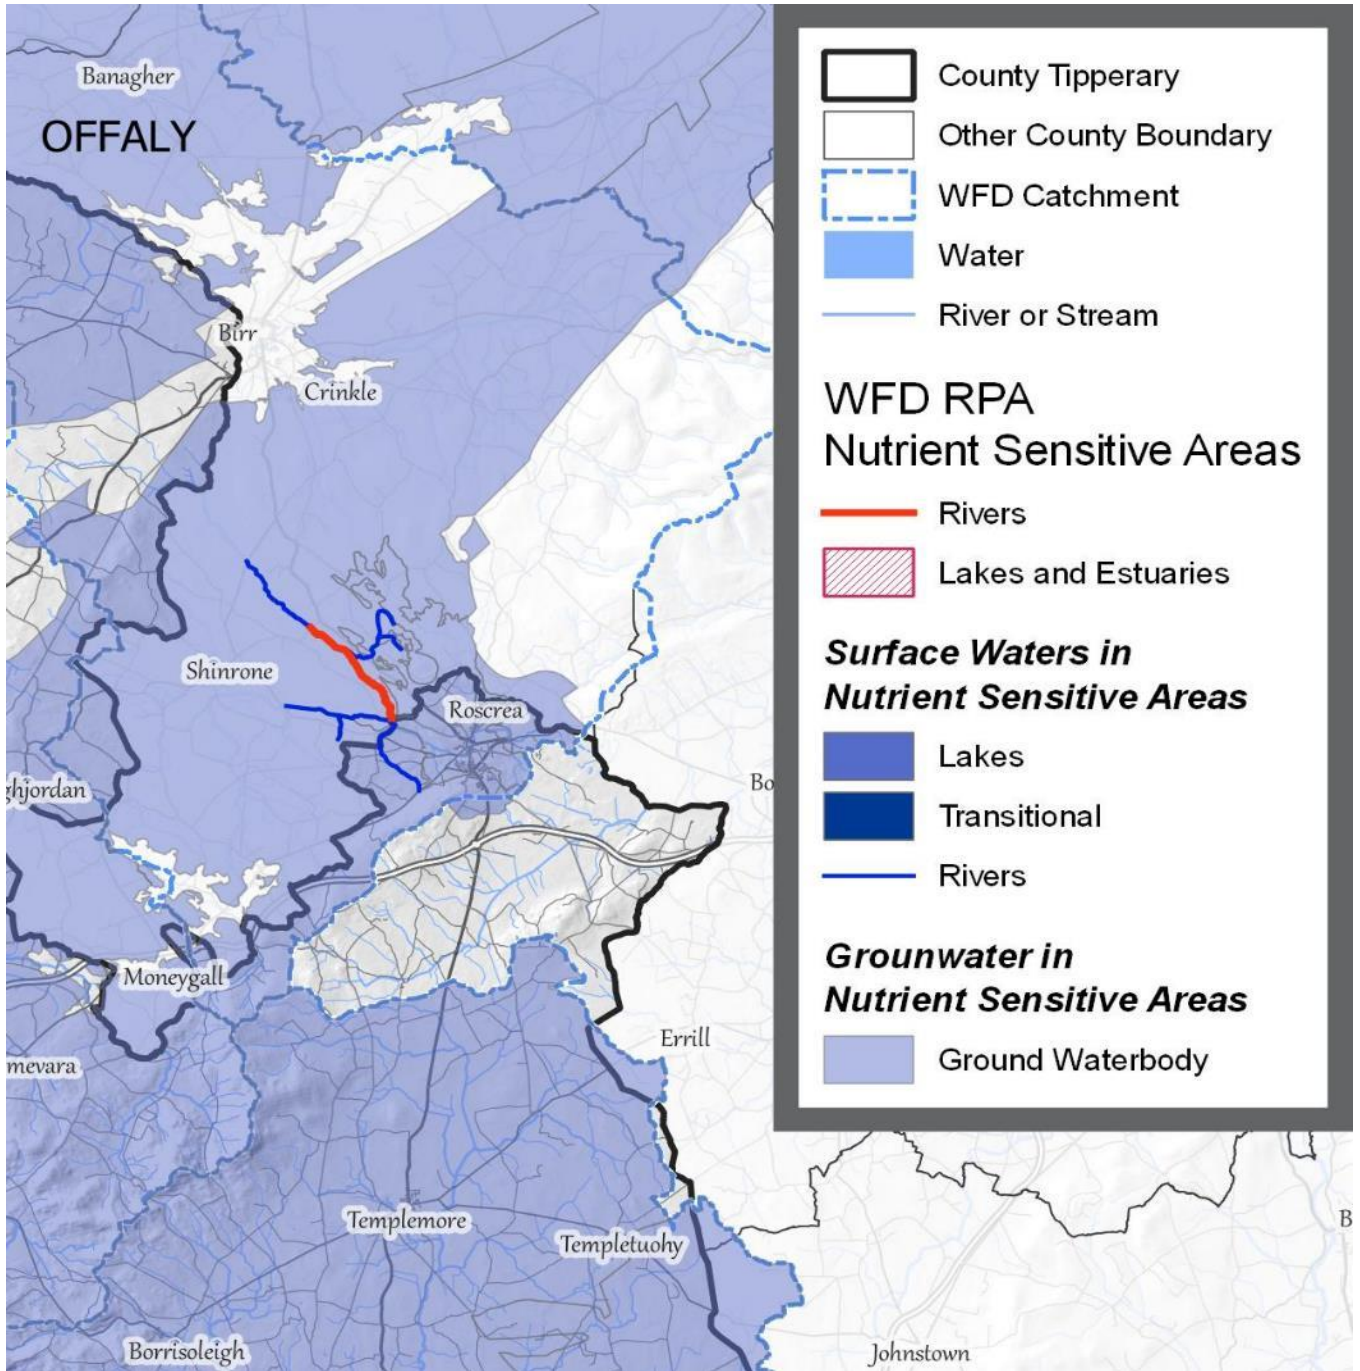 Banagher
OFFALY
Birr
Crinkle
Shinrone
Roscrea
ghjordan
Bo
Moneygall
mevara
Errill
Templemore
Templetuohy
B
Borrisoleigh
Johnstown
County Tipperary
Other County Boundary
WFD Catchment
Water
River or Stream
WFD RPA
Nutrient Sensitive Areas
Rivers
Lakes and Estuaries
Surface Waters in
Nutrient Sensitive Areas
Lakes
Transitional
Rivers
Grounwater in
Nutrient Sensitive Areas
Ground Waterbody